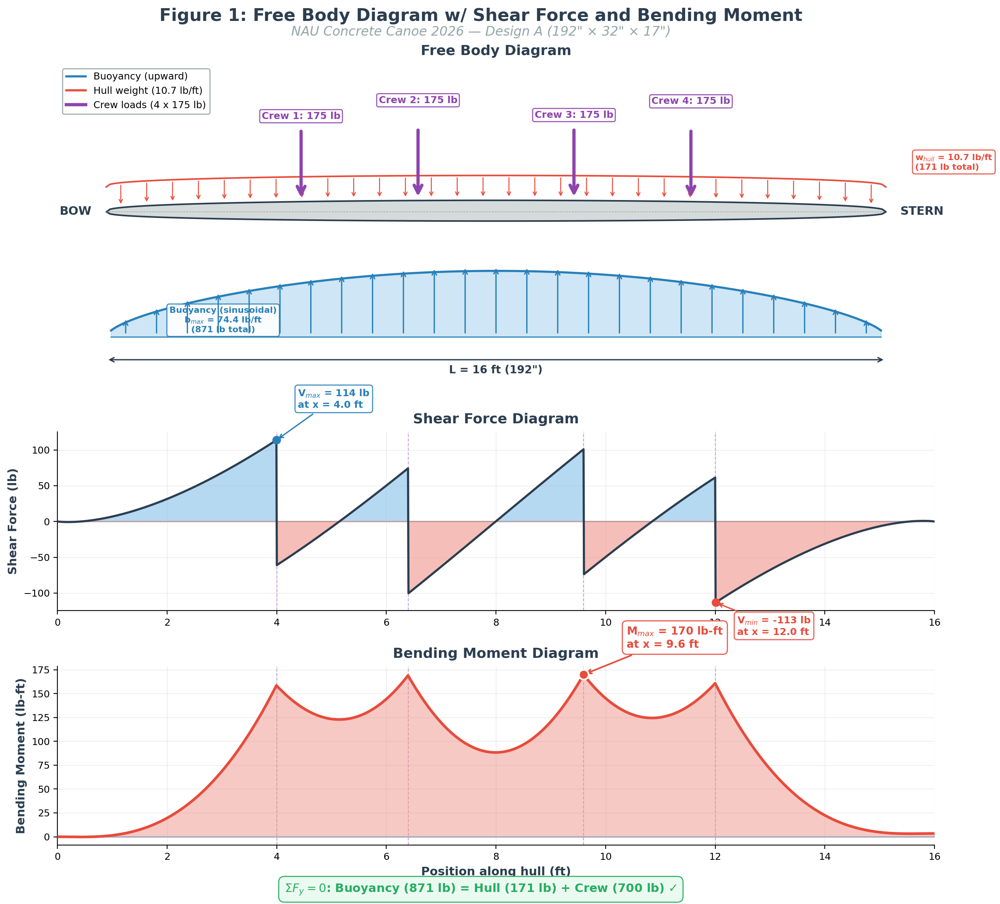 Figure 1: Free Body Diagram w/ Shear Force and Bending Moment
NAU Concrete Canoe 2026 — Design A (192" × 32" × 17")
Free Body Diagram
Buoyancy (upward)
Hull weight (10.7 lb/ft)
Crew loads (4 x 175 lb)
Crew 1: 175 lb
Crew 2: 175 lb
Crew 3: 175 lb
Crew 4: 175 lb
w_hull = 10.7 lb/ft
(171 lb total)
BOW
STERN
Buoyancy (sinusoidal)
b_max = 74.4 lb/ft
(871 lb total)
L = 16 ft (192")
V_max = 114 lb
at x = 4.0 ft
Shear Force Diagram
Shear Force (lb)
100
50
0
−50
−100
0 2 4 6 8 10 12 14 16
V_min = -113 lb
at x = 12.0 ft
M_max = 170 lb-ft
at x = 9.6 ft
Bending Moment Diagram
Bending Moment (lb-ft)
175
150
125
100
75
50
25
0
0 2 4 6 8 10 12 14 16
Position along hull (ft)
ΣF_y = 0: Buoyancy (871 lb) = Hull (171 lb) + Crew (700 lb) ✓